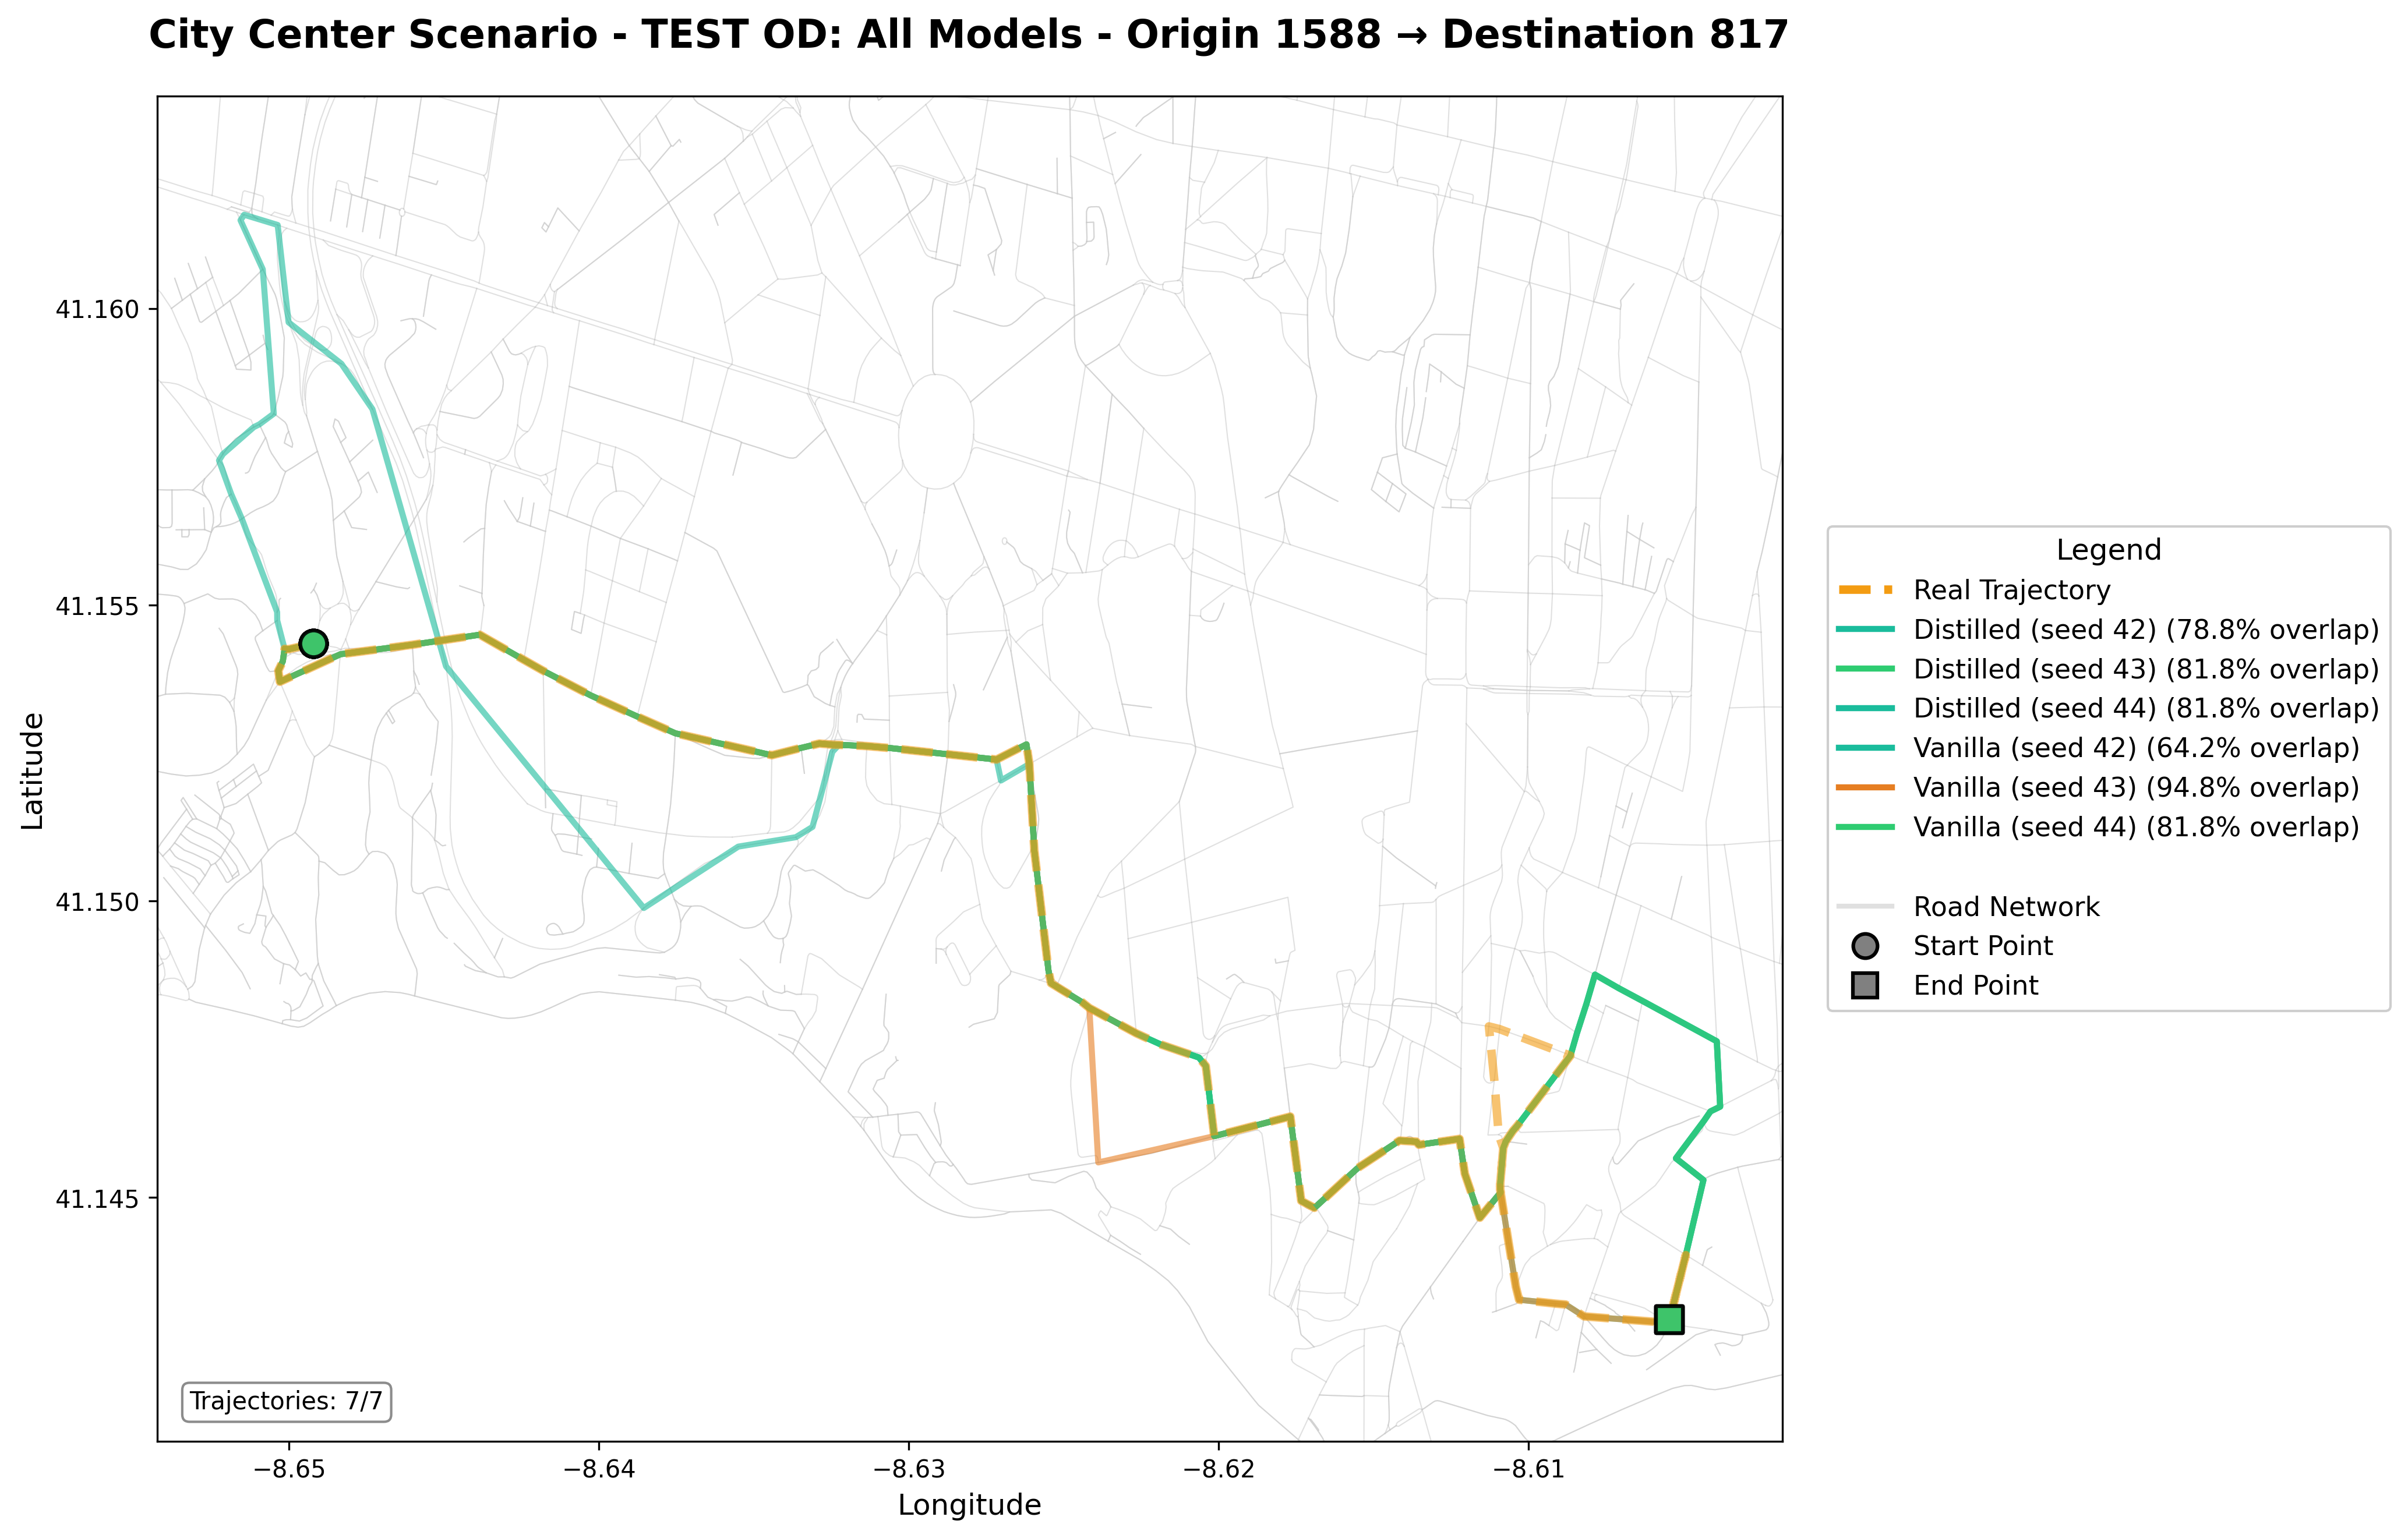 City Center Scenario - TEST OD: All Models - Origin 1588 → Destination 817
41.160
41.155
41.150
41.145
Latitude
−8.65
−8.64
−8.63
−8.62
−8.61
Longitude
Trajectories: 7/7
Legend
Real Trajectory
Distilled (seed 42) (78.8% overlap)
Distilled (seed 43) (81.8% overlap)
Distilled (seed 44) (81.8% overlap)
Vanilla (seed 42) (64.2% overlap)
Vanilla (seed 43) (94.8% overlap)
Vanilla (seed 44) (81.8% overlap)
Road Network
Start Point
End Point